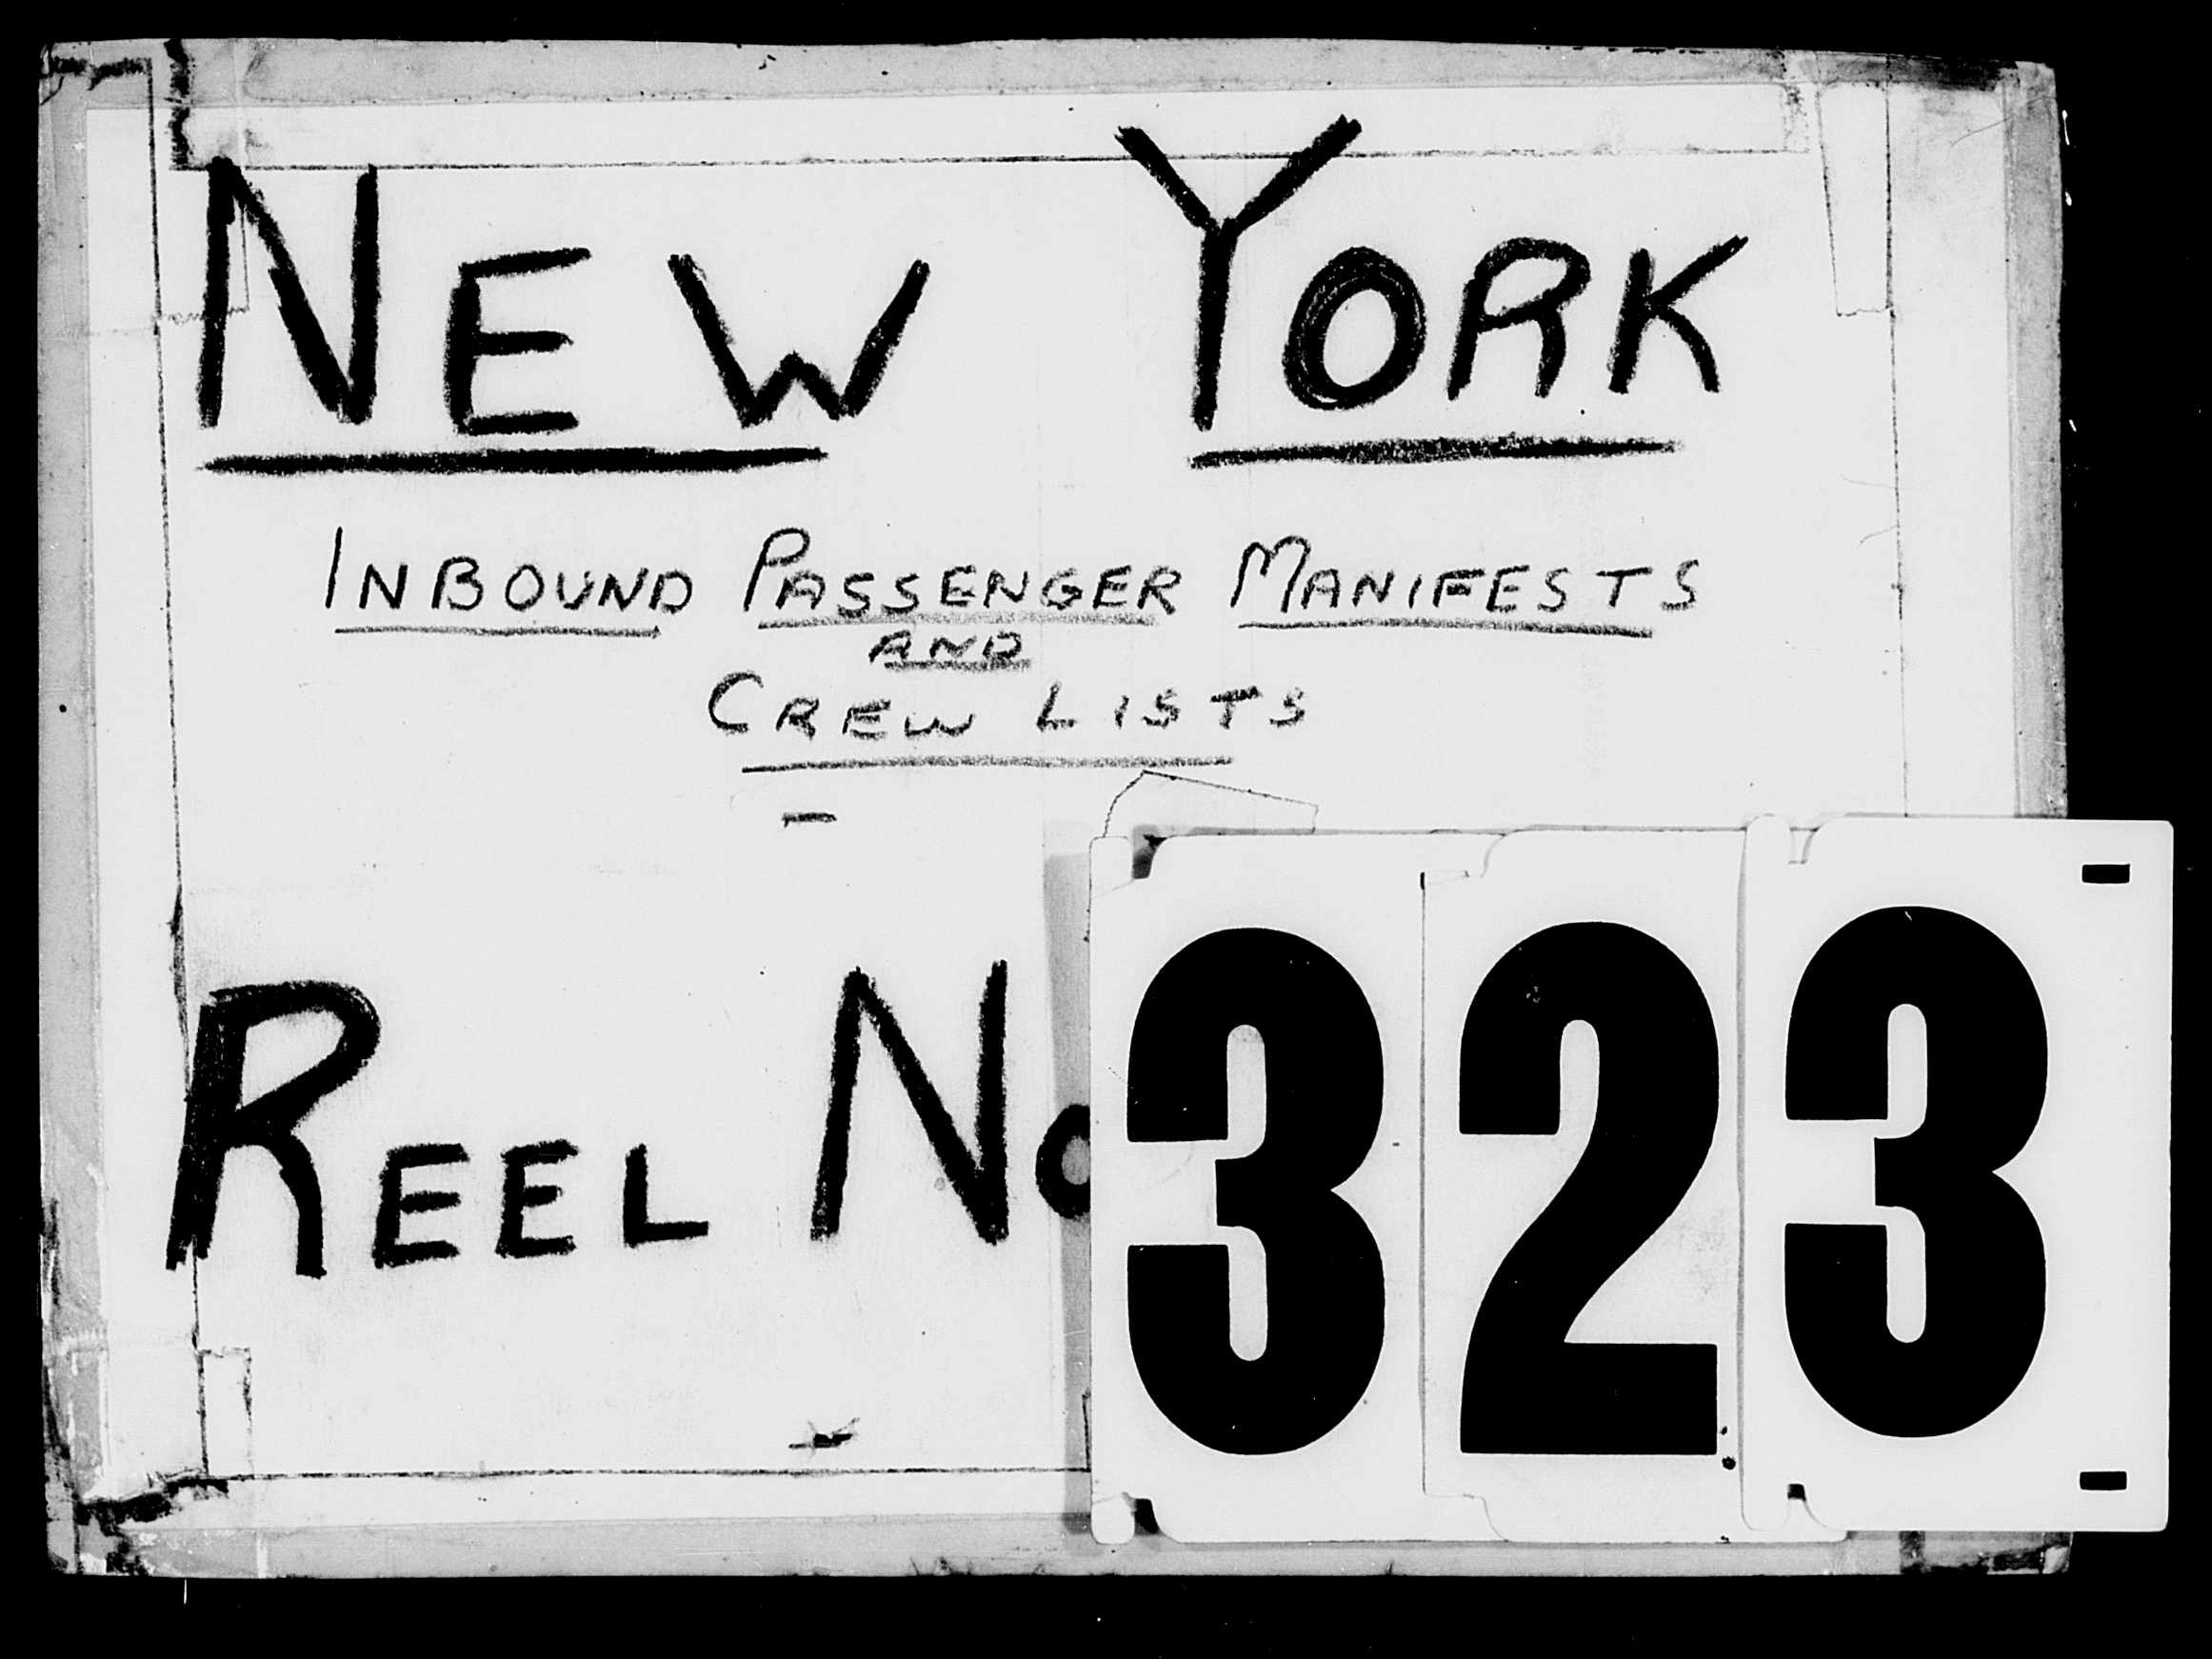 NEW YORK
INBOUND PASSENGER MANIFESTS
AND
CREW LISTS
REEL No 323